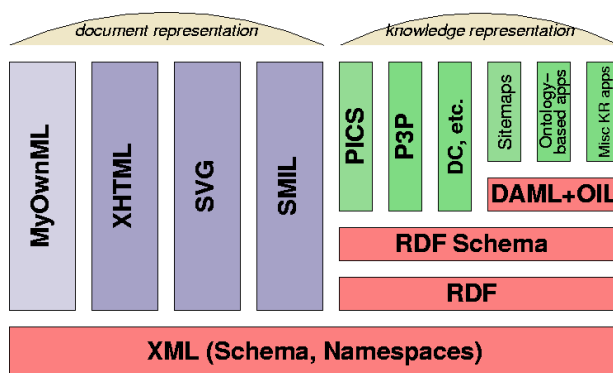 document representation
knowledge representation
MyOwnML
XHTML
SVG
SMIL
PICS
P3P
DC, etc.
Sitemaps
Ontology-
based apps
Misc KR apps
DAML+OIL
RDF Schema
RDF
XML (Schema, Namespaces)